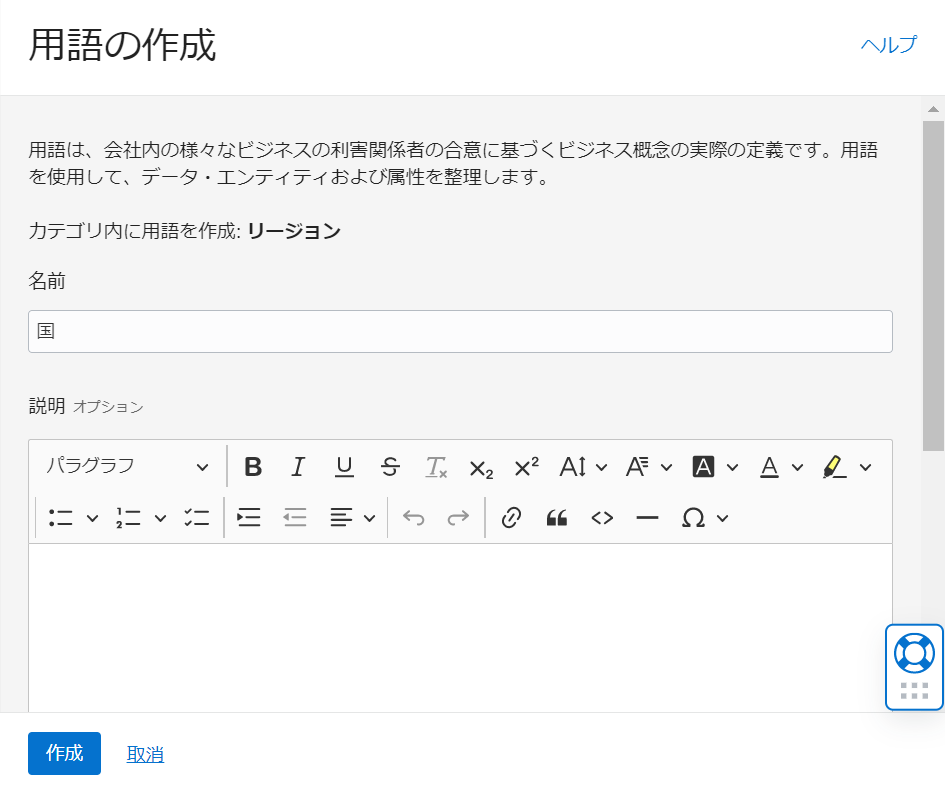 用語の作成
ヘルプ
用語は、会社内の様々なビジネスの利害関係者の合意に基づくビジネス概念の実際の定義です。用語
を使用して、データ・エンティティおよび属性を整理します。
カテゴリ内に用語を作成: リージョン
名前
国
説明 オプション
パラグラフ
作成
取消